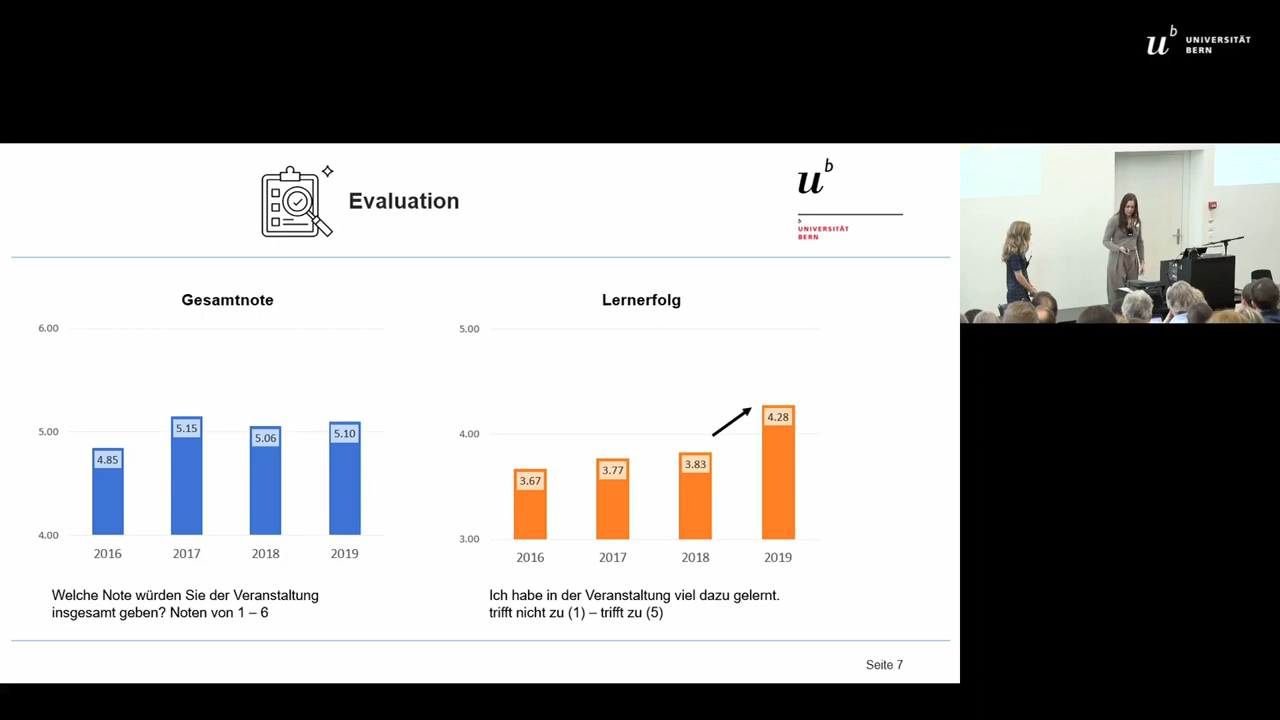 u b UNIVERSITÄT
BERN
Evaluation
u b
b
UNIVERSITÄT
BERN
Gesamtnote
6.00
5.00
4.00
4.85
5.15
5.06
5.10
2016 2017 2018 2019
Welche Note würden Sie der Veranstaltung
insgesamt geben? Noten von 1 – 6
Lernerfolg
5.00
4.00
3.00
3.67
3.77
3.83
4.28
2016 2017 2018 2019
Ich habe in der Veranstaltung viel dazu gelernt.
trifft nicht zu (1) – trifft zu (5)
Seite 7